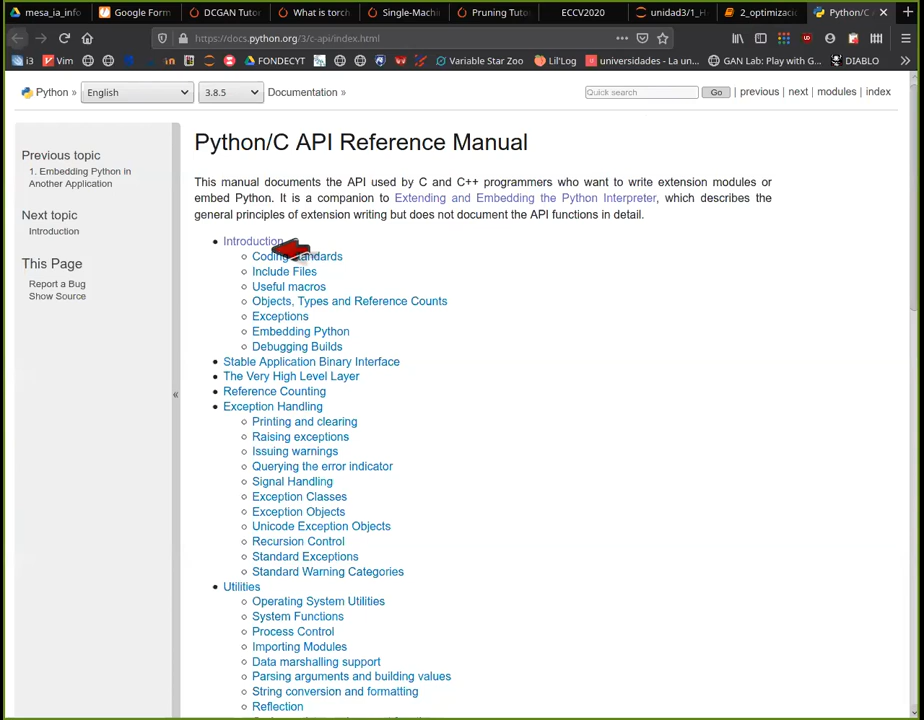 mesa_ia_info
Google Form
DCGAN Tuto
What is torch
Single-Machi
Pruning Tuto
ECCV2020
unidad3/1_H
2_optimizaci
Python/C A
https://docs.python.org/3/c-api/index.html
i3
Vim
in
FONDECYT
Variable Star Zoo
Lil'Log
universidades - La un...
GAN Lab: Play with G...
DIABLO
Python »
English
3.8.5
Documentation »
Quick search
Go
| previous | next | modules | index
Previous topic
1. Embedding Python in
Another Application
Next topic
Introduction
This Page
Report a Bug
Show Source
«
Python/C API Reference Manual
This manual documents the API used by C and C++ programmers who want to write extension modules or
embed Python. It is a companion to Extending and Embedding the Python Interpreter, which describes the
general principles of extension writing but does not document the API functions in detail.
Introduction
Coding standards
Include Files
Useful macros
Objects, Types and Reference Counts
Exceptions
Embedding Python
Debugging Builds
Stable Application Binary Interface
The Very High Level Layer
Reference Counting
Exception Handling
Printing and clearing
Raising exceptions
Issuing warnings
Querying the error indicator
Signal Handling
Exception Classes
Exception Objects
Unicode Exception Objects
Recursion Control
Standard Exceptions
Standard Warning Categories
Utilities
Operating System Utilities
System Functions
Process Control
Importing Modules
Data marshalling support
Parsing arguments and building values
String conversion and formatting
Reflection